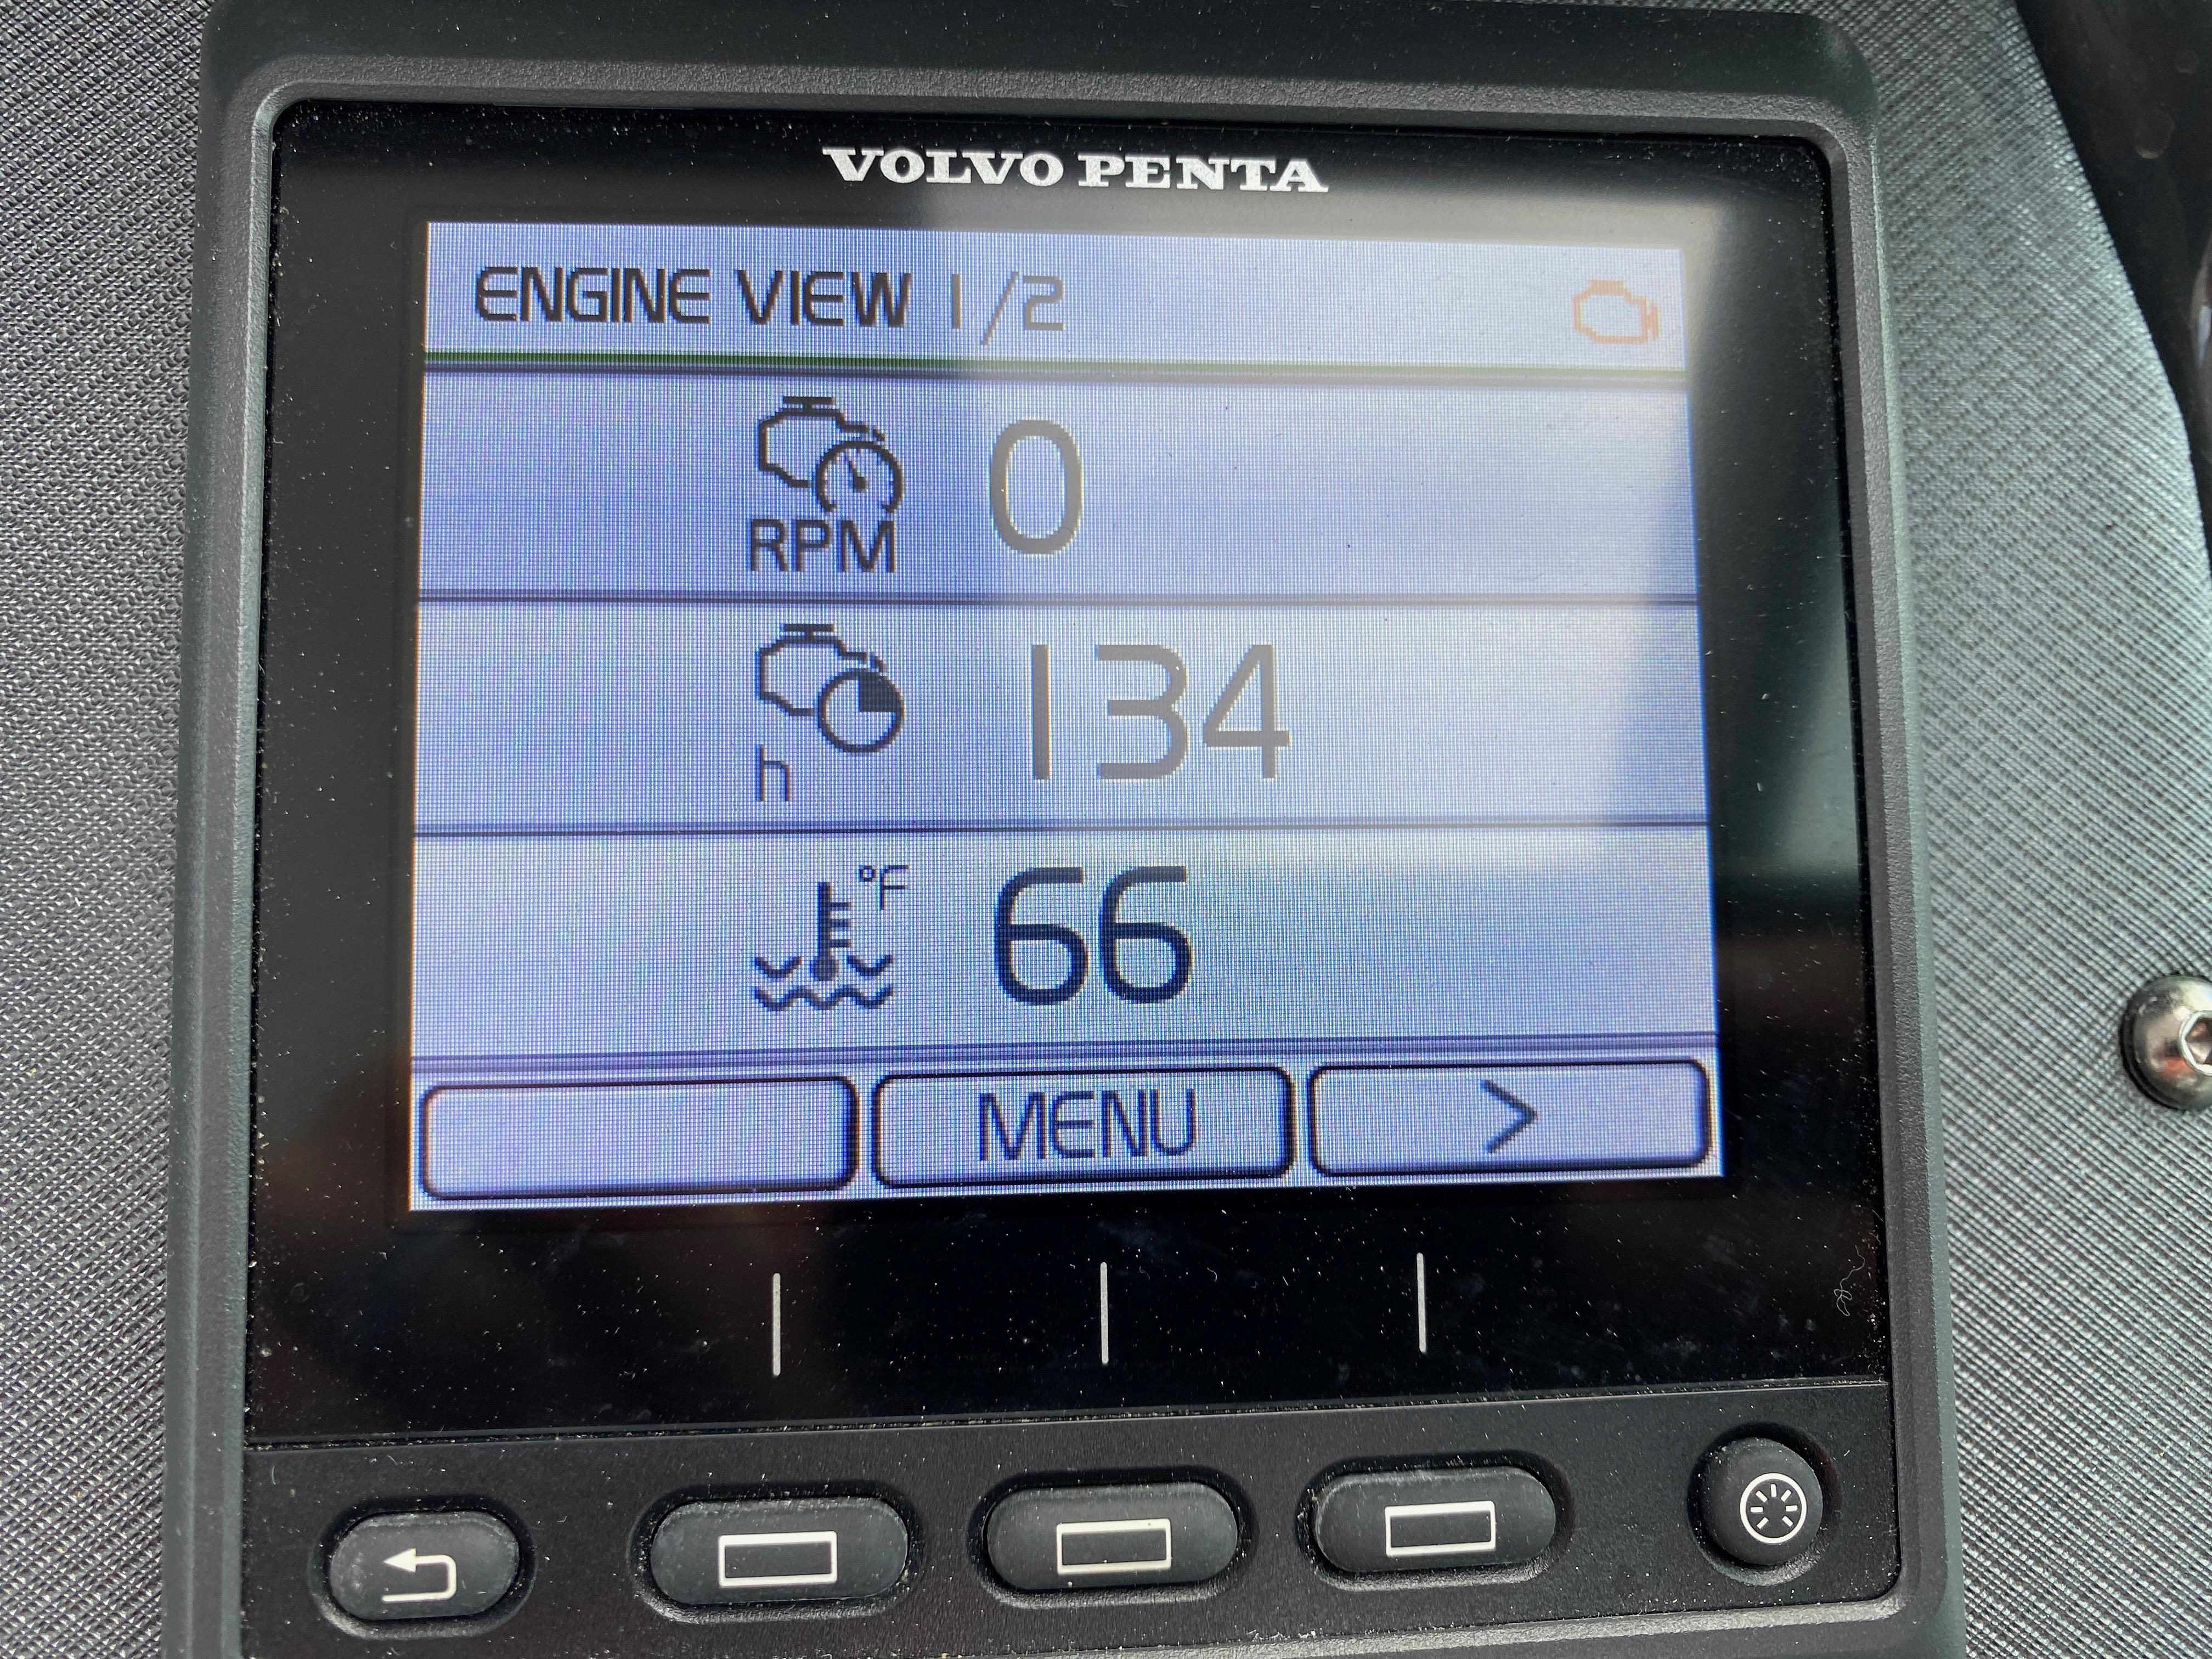 VOLVO PENTA
ENGINE VIEW 1/2
RPM 0
h 134
°F 66
MENU >